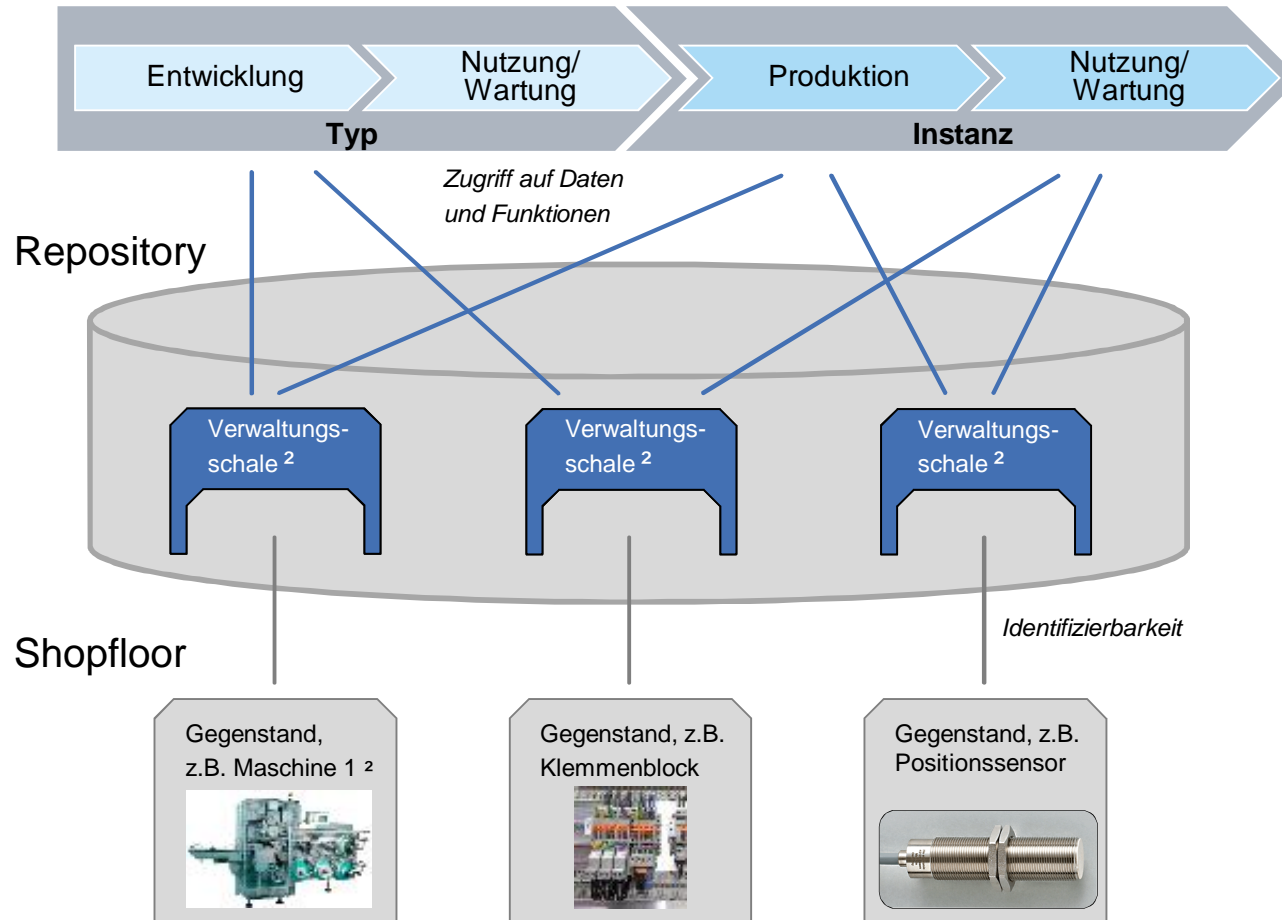 Entwicklung
Nutzung/
Wartung
Produktion
Nutzung/
Wartung
Typ
Instanz
Zugriff auf Daten
und Funktionen
Repository
Verwaltungs-
schale ²
Verwaltungs-
schale ²
Verwaltungs-
schale ²
Identifizierbarkeit
Shopfloor
Gegenstand,
z.B. Maschine 1 ²
Gegenstand, z.B.
Klemmenblock
Gegenstand, z.B.
Positionssensor